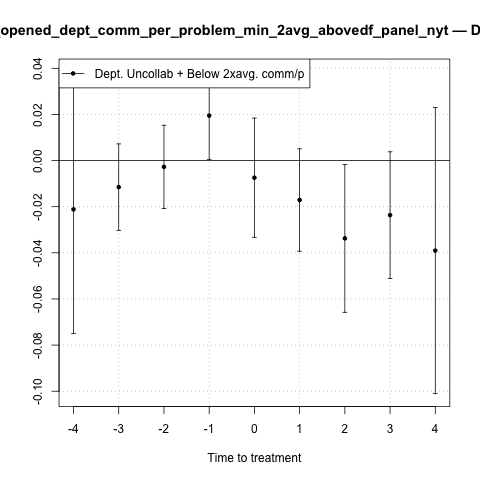 opened_dept_comm_per_problem_min_2avg_abovedf_panel_nyt — D
Dept. Uncollab + Below 2xavg. comm/p
0.04
0.02
0.00
-0.02
-0.04
-0.06
-0.08
-0.10
-4 -3 -2 -1 0 1 2 3 4
Time to treatment